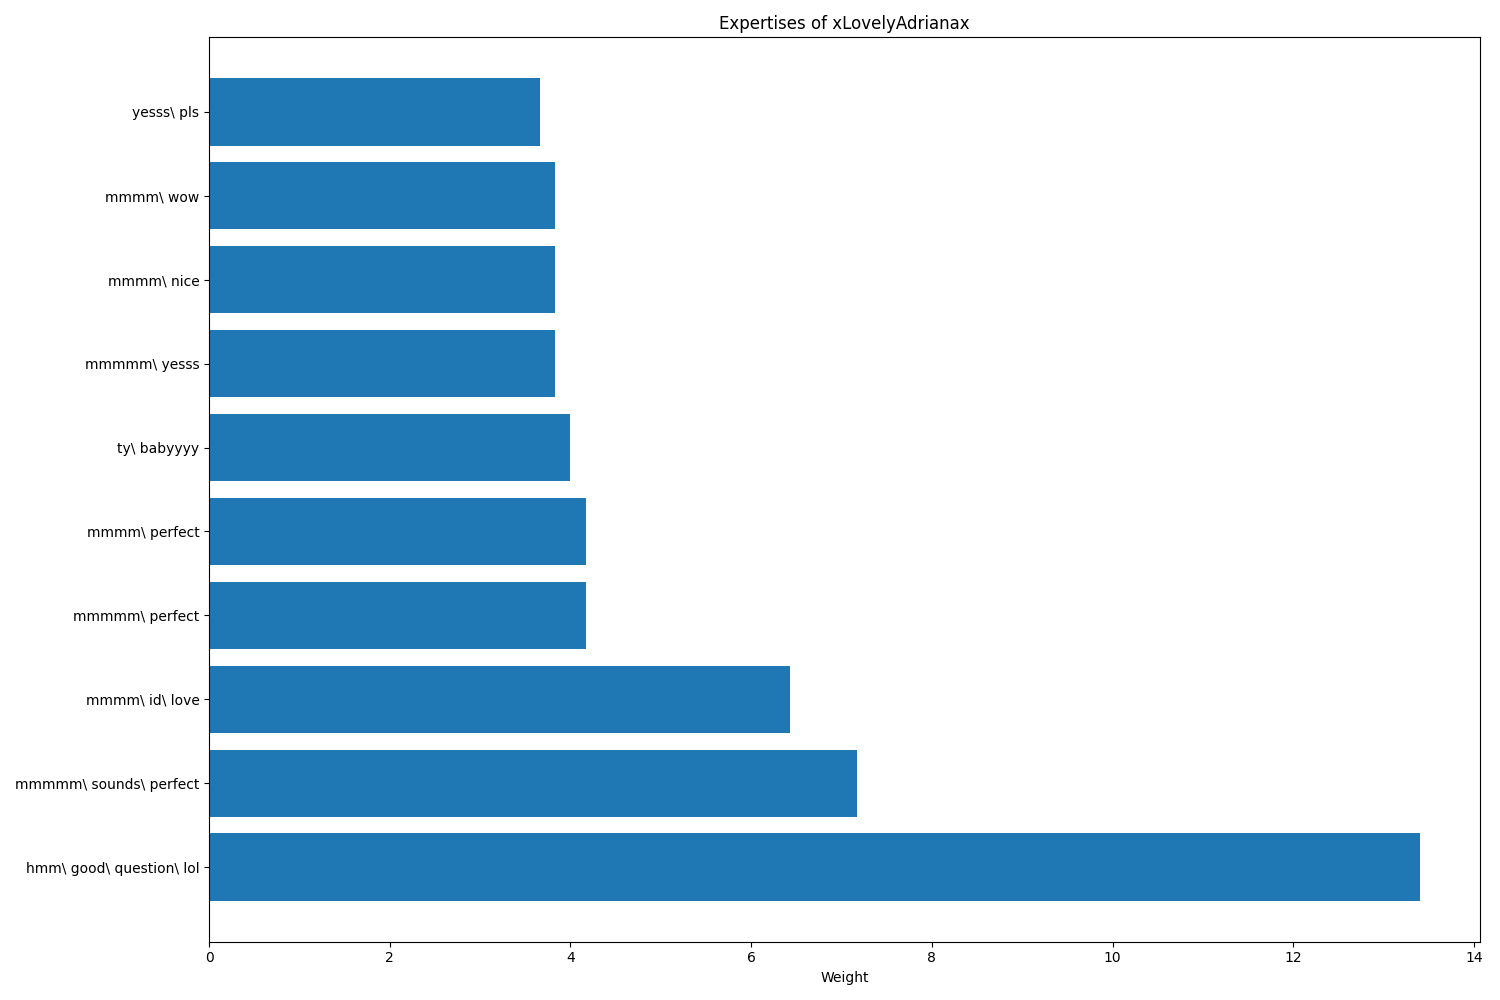 Expertises of xLovelyAdrianax
yesss\ pls
mmmm\ wow
mmmm\ nice
mmmmm\ yesss
ty\ babyyyy
mmmm\ perfect
mmmmm\ perfect
mmmm\ id\ love
mmmmm\ sounds\ perfect
hmm\ good\ question\ lol
0 2 4 6 8 10 12 14
Weight